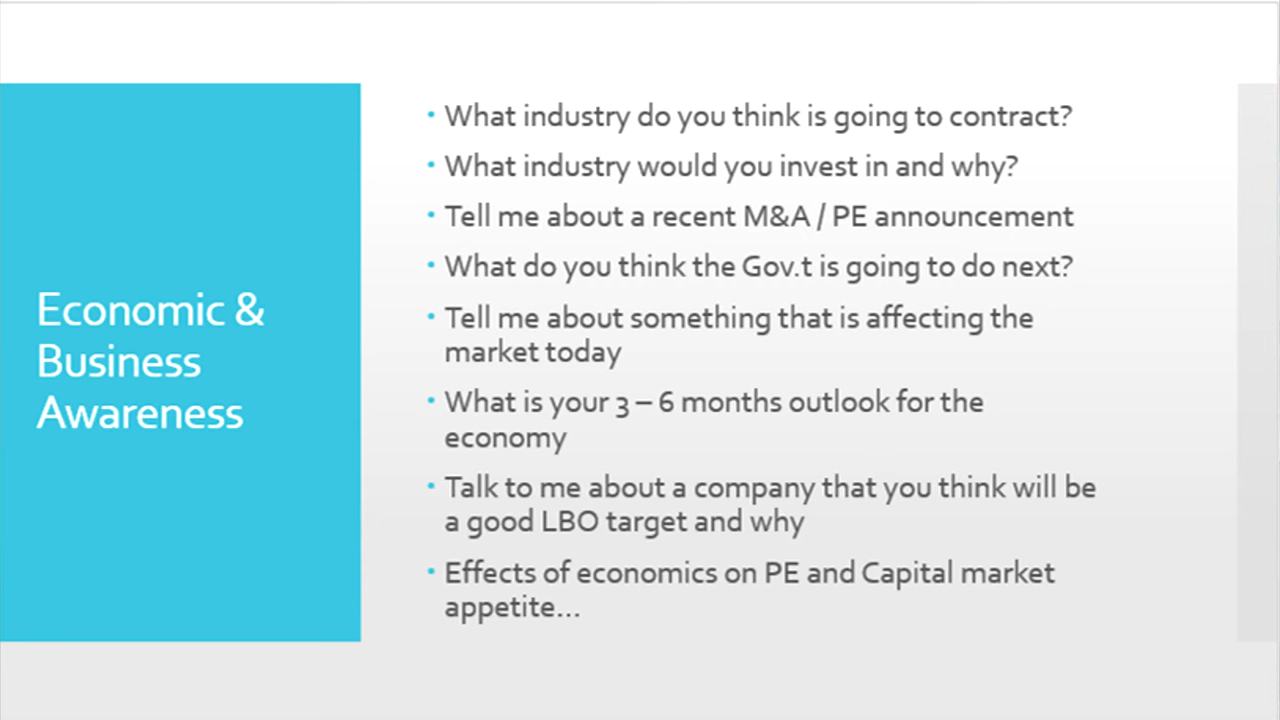 Economic &
Business
Awareness
• What industry do you think is going to contract?
• What industry would you invest in and why?
• Tell me about a recent M&A / PE announcement
• What do you think the Gov.t is going to do next?
• Tell me about something that is affecting the
market today
• What is your 3 – 6 months outlook for the
economy
• Talk to me about a company that you think will be
a good LBO target and why
• Effects of economics on PE and Capital market
appetite...